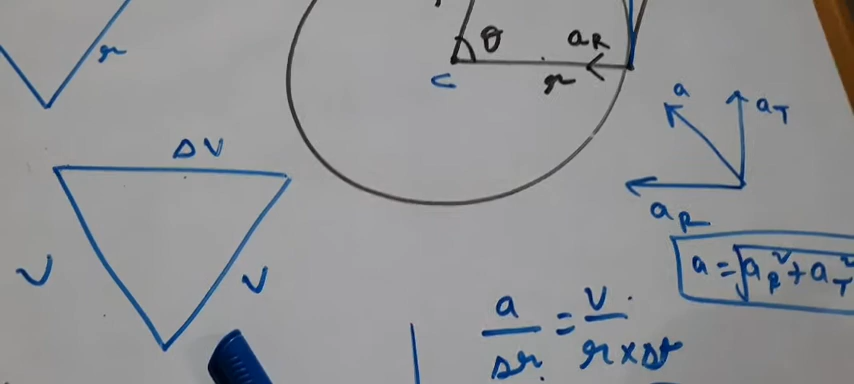 r
θ
a_R
C
r
a
a_T
a_R
ΔV
V
V
a = √a_R² + a_T²
a/Δr = V/r×Δt